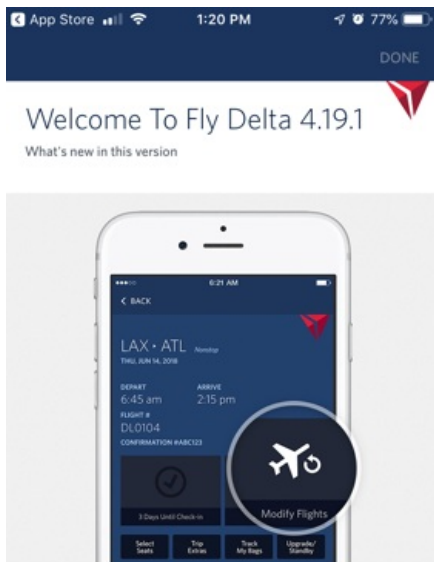 App Store 1:20 PM 77%
DONE
Welcome To Fly Delta 4.19.1
What's new in this version
6:21 AM
< BACK
LAX • ATL Nonstop
THU, JUN 14, 2018
DEPART ARRIVE
6:45 am 2:15 pm
FLIGHT #
DL0104
CONFIRMATION #ABC123
3 Days Until Check-in Modify Flights
Select Trip Track Upgrade/
Seats Extras My Bags Standby